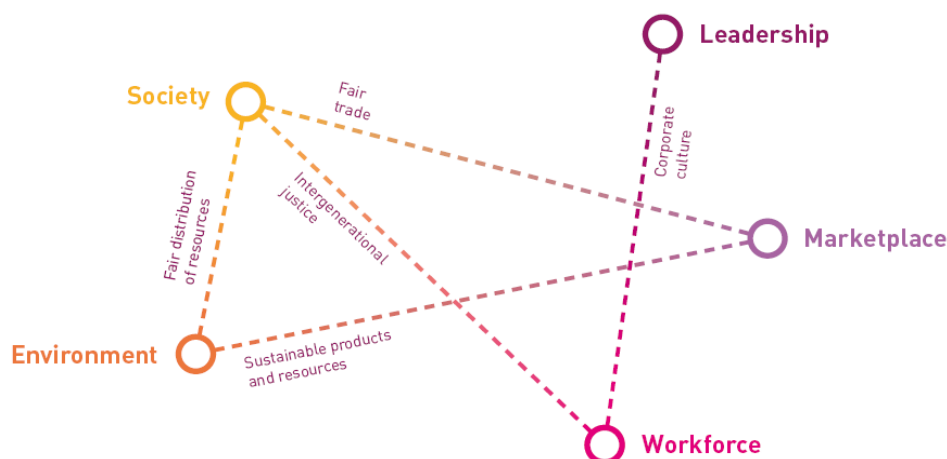 Leadership
Society
Fair
trade
Corporate
culture
Intergenerational
justice
Fair distribution
of resources
Marketplace
Environment
Sustainable products
and resources
Workforce